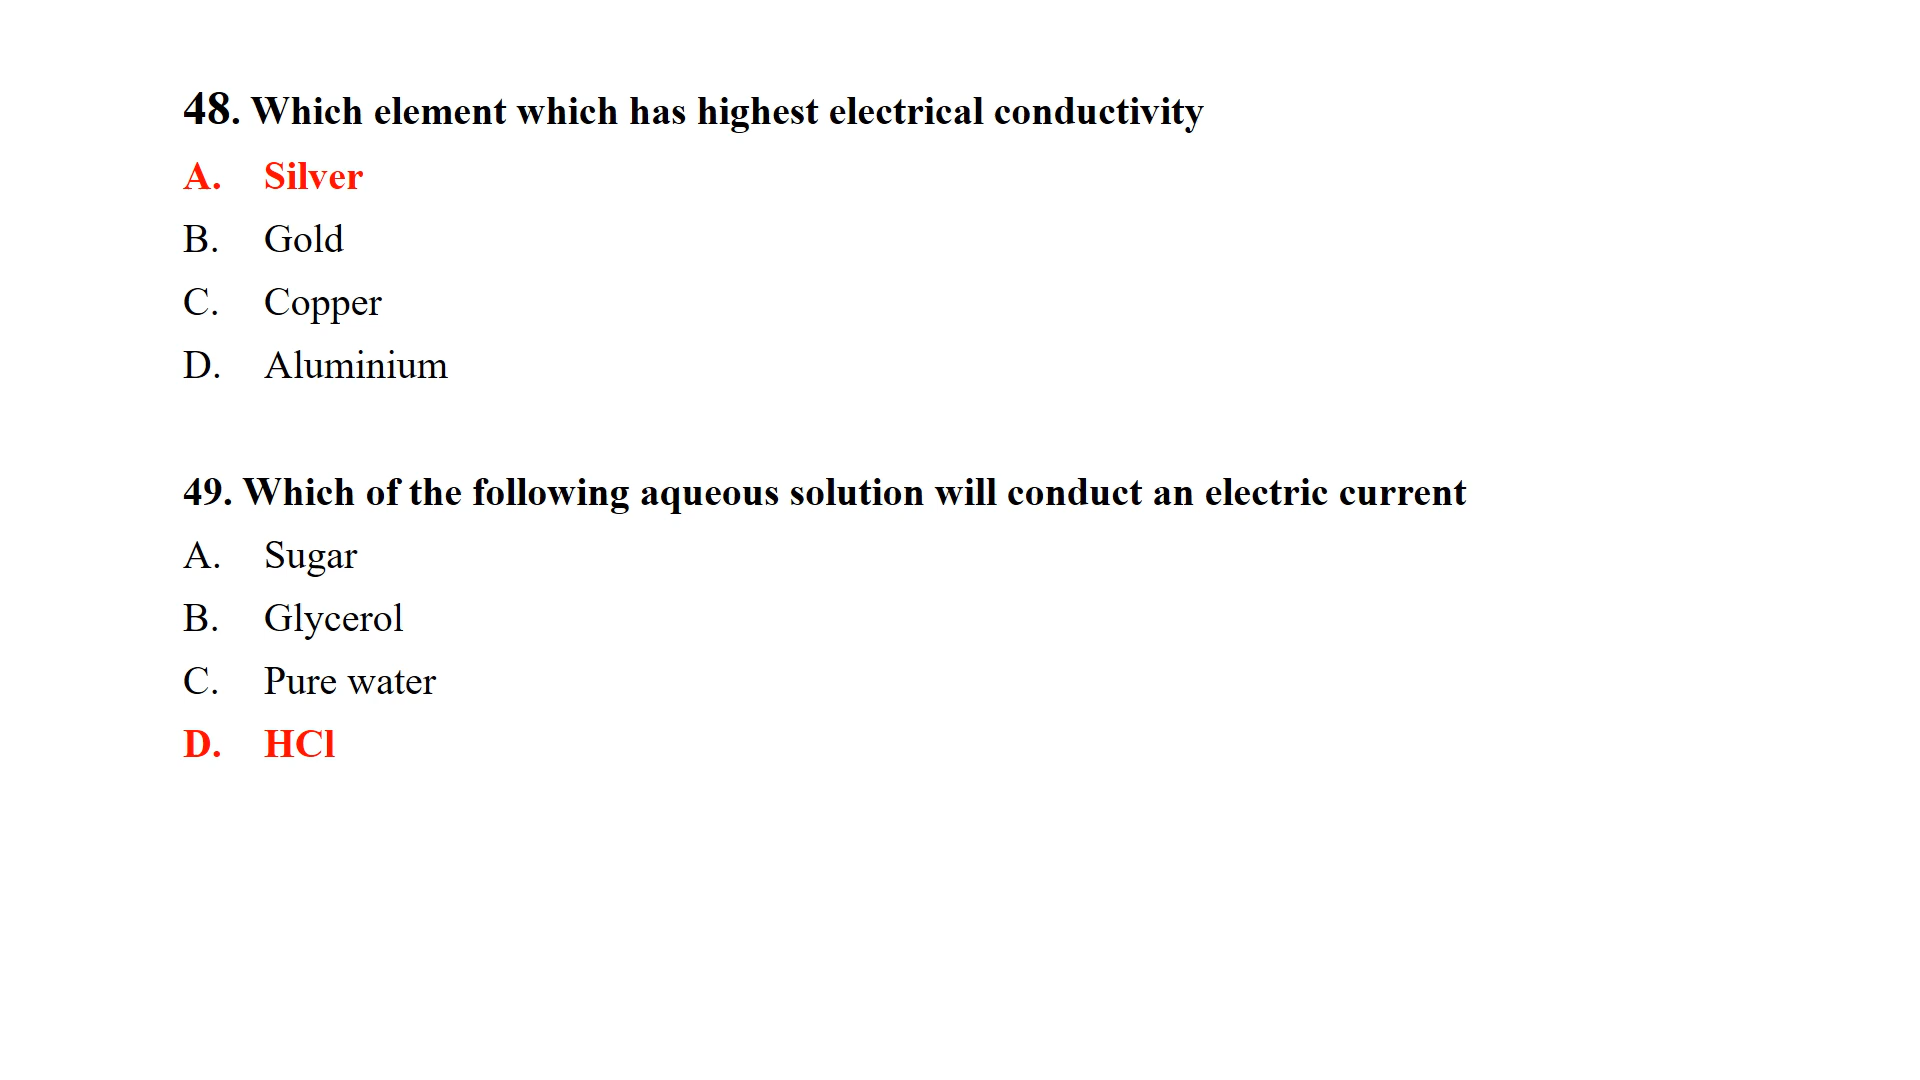 48. Which element which has highest electrical conductivity
A. Silver
B. Gold
C. Copper
D. Aluminium
49. Which of the following aqueous solution will conduct an electric current
A. Sugar
B. Glycerol
C. Pure water
D. HCl